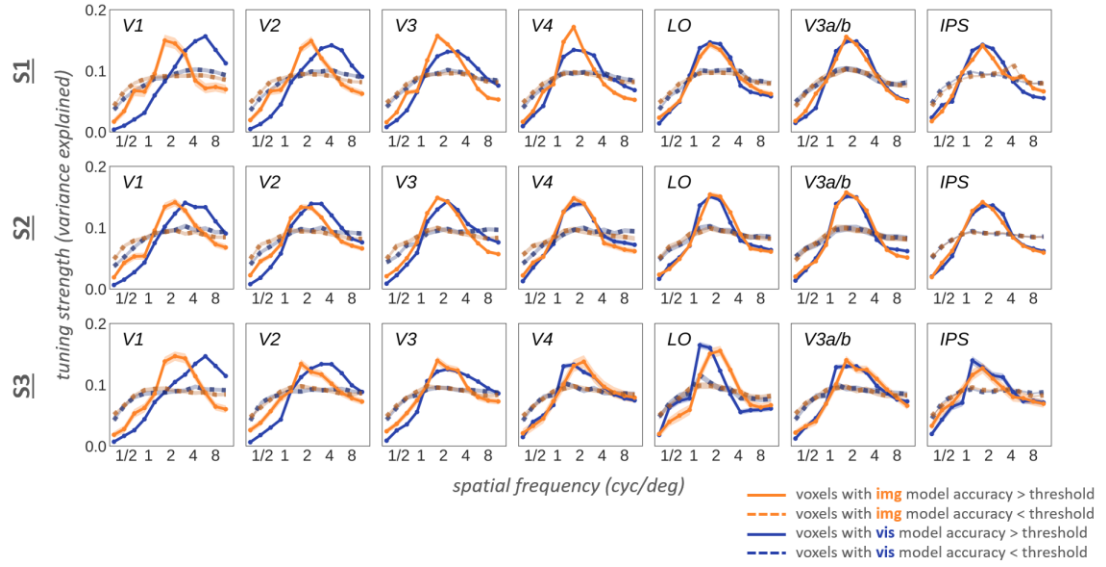 V1 V2 V3 V4 LO V3a/b IPS
S1
0.2
0.1
0.0
1/2 1 2 4 8 1/2 1 2 4 8 1/2 1 2 4 8 1/2 1 2 4 8 1/2 1 2 4 8 1/2 1 2 4 8 1/2 1 2 4 8
tuning strength (variance explained)
V1 V2 V3 V4 LO V3a/b IPS
S2
0.2
0.1
0.0
1/2 1 2 4 8 1/2 1 2 4 8 1/2 1 2 4 8 1/2 1 2 4 8 1/2 1 2 4 8 1/2 1 2 4 8 1/2 1 2 4 8
V1 V2 V3 V4 LO V3a/b IPS
S3
0.2
0.1
0.0
1/2 1 2 4 8 1/2 1 2 4 8 1/2 1 2 4 8 1/2 1 2 4 8 1/2 1 2 4 8 1/2 1 2 4 8 1/2 1 2 4 8
spatial frequency (cyc/deg)
voxels with img model accuracy > threshold
voxels with img model accuracy < threshold
voxels with vis model accuracy > threshold
voxels with vis model accuracy < threshold